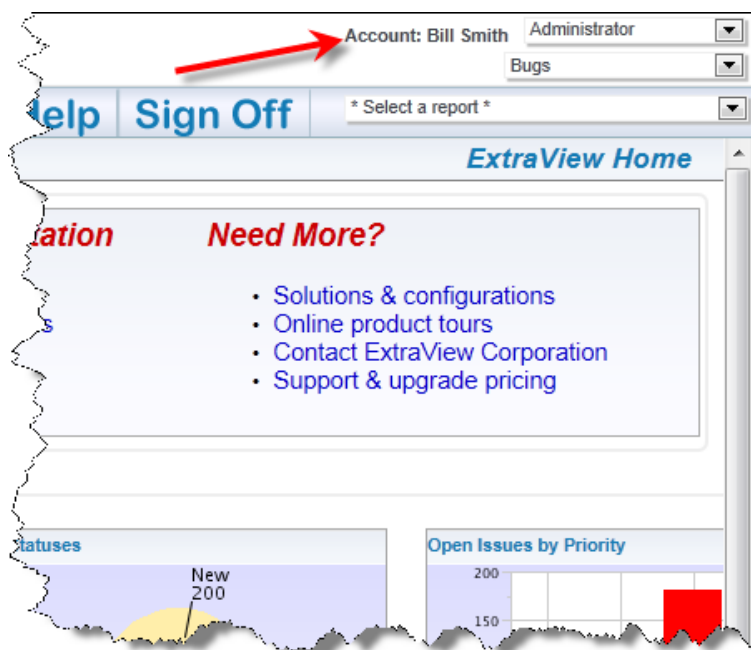 Account: Bill Smith Administrator
Bugs
Help Sign Off * Select a report *
ExtraView Home
tation Need More?
• Solutions & configurations
s
• Online product tours
• Contact ExtraView Corporation
• Support & upgrade pricing
tatuses Open Issues by Priority
New
200
200
150